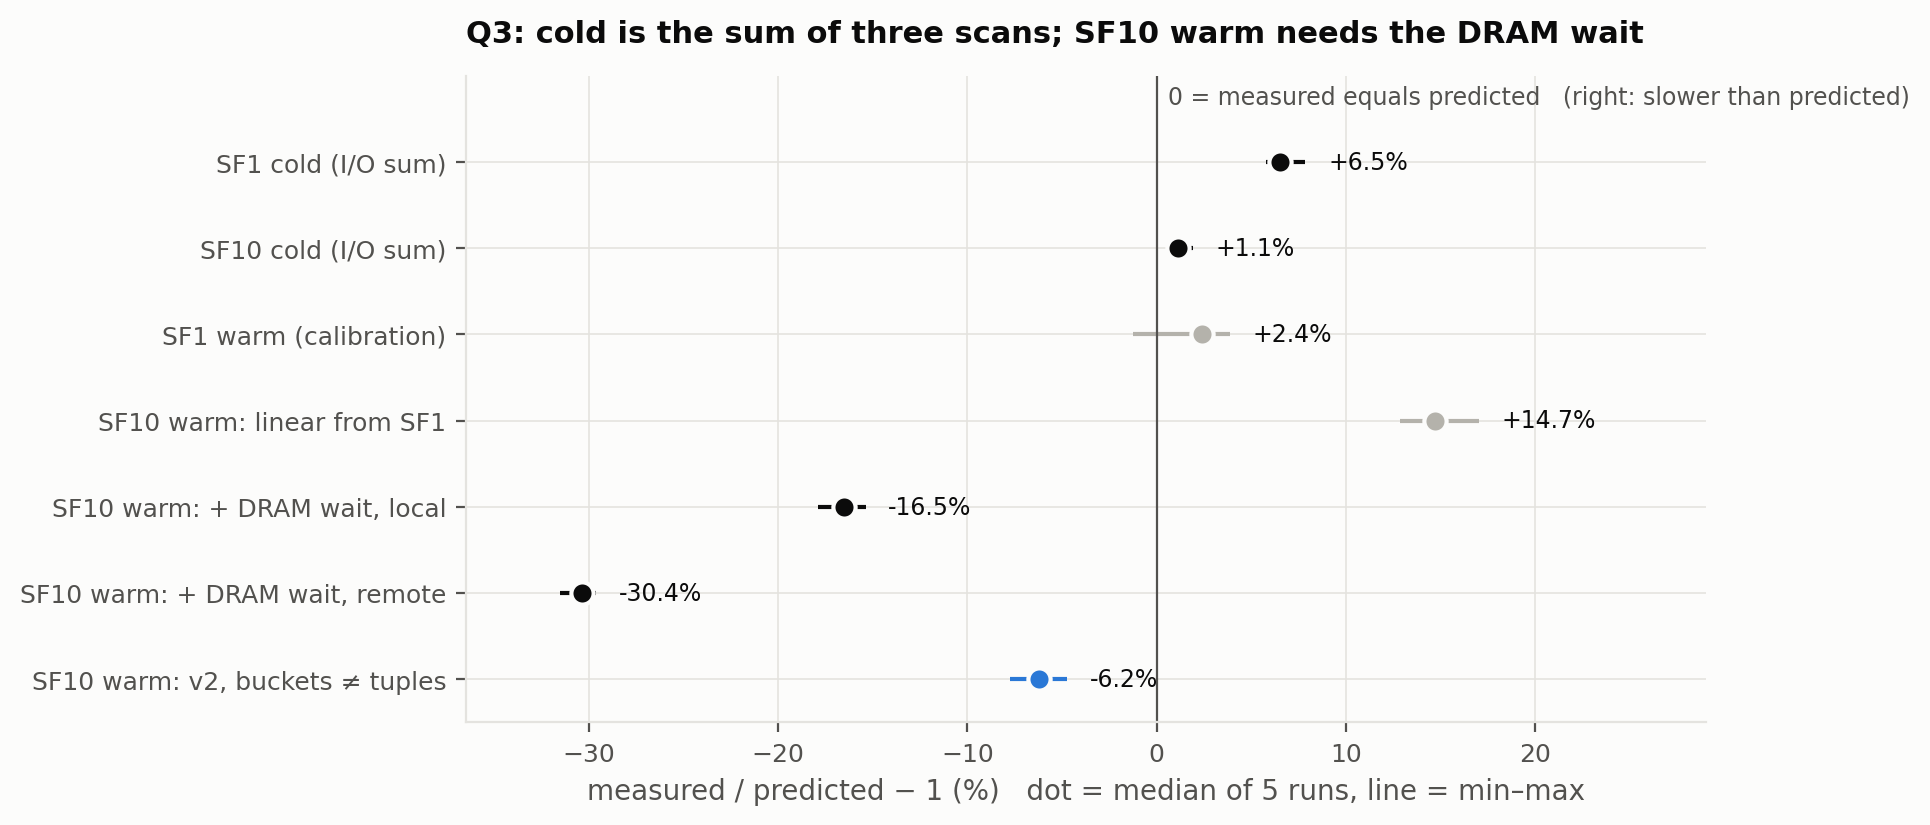 Q3: cold is the sum of three scans; SF10 warm needs the DRAM wait
0 = measured equals predicted (right: slower than predicted)
SF1 cold (I/O sum) +6.5%
SF10 cold (I/O sum) +1.1%
SF1 warm (calibration) +2.4%
SF10 warm: linear from SF1 +14.7%
SF10 warm: + DRAM wait, local -16.5%
SF10 warm: + DRAM wait, remote -30.4%
SF10 warm: v2, buckets ≠ tuples -6.2%
−30 −20 −10 0 10 20
measured / predicted − 1 (%) dot = median of 5 runs, line = min–max